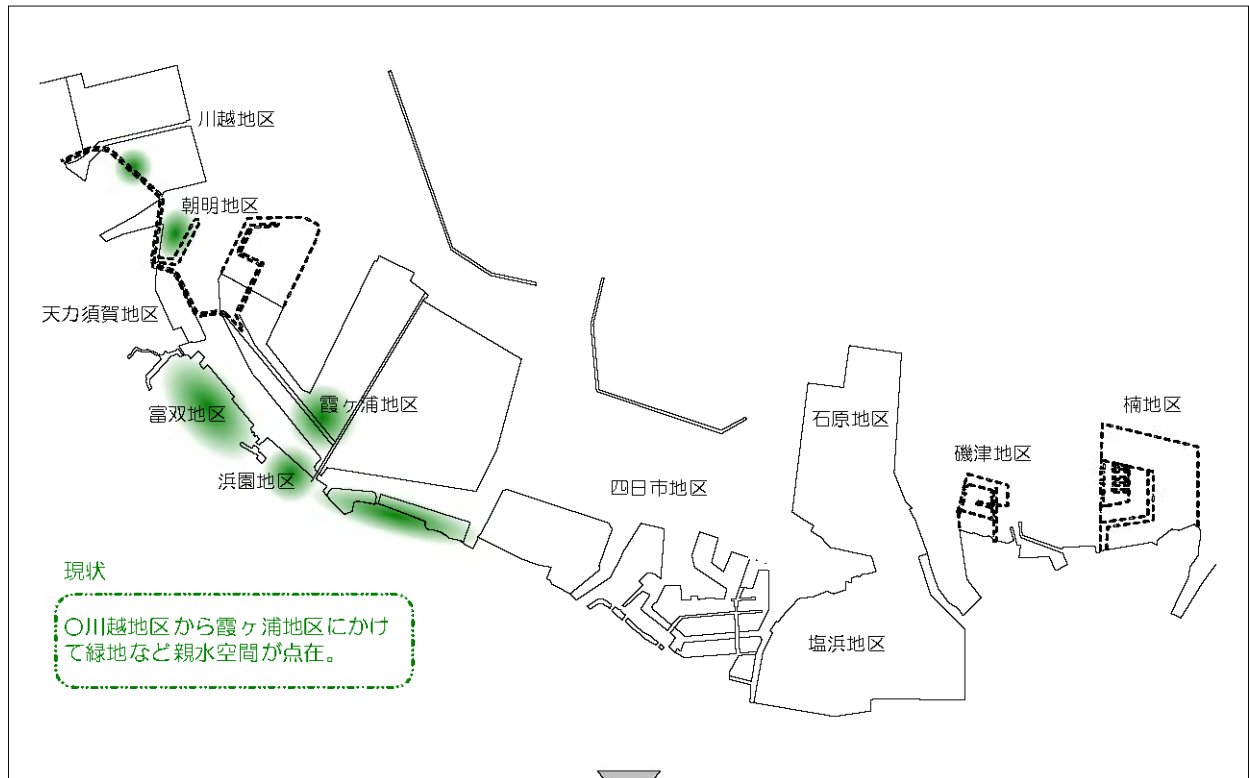 川越地区
朝明地区
天力須賀地区
富双地区
霞ヶ浦地区
浜園地区
四日市地区
石原地区
楠地区
磯津地区
塩浜地区
現状
○川越地区から霞ヶ浦地区にかけ
て緑地など親水空間が点在。